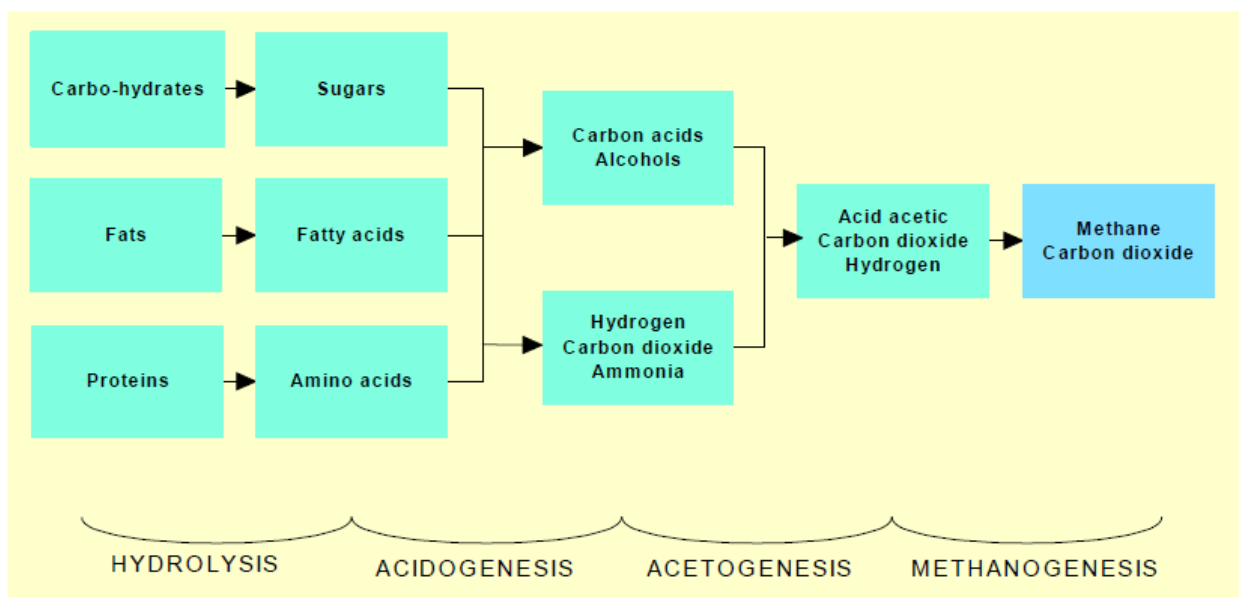 Carbo-hydrates
Sugars
Fats
Fatty acids
Proteins
Amino acids
Carbon acids
Alcohols
Hydrogen
Carbon dioxide
Ammonia
Acid acetic
Carbon dioxide
Hydrogen
Methane
Carbon dioxide
HYDROLYSIS
ACIDOGENESIS
ACETOGENESIS
METHANOGENESIS